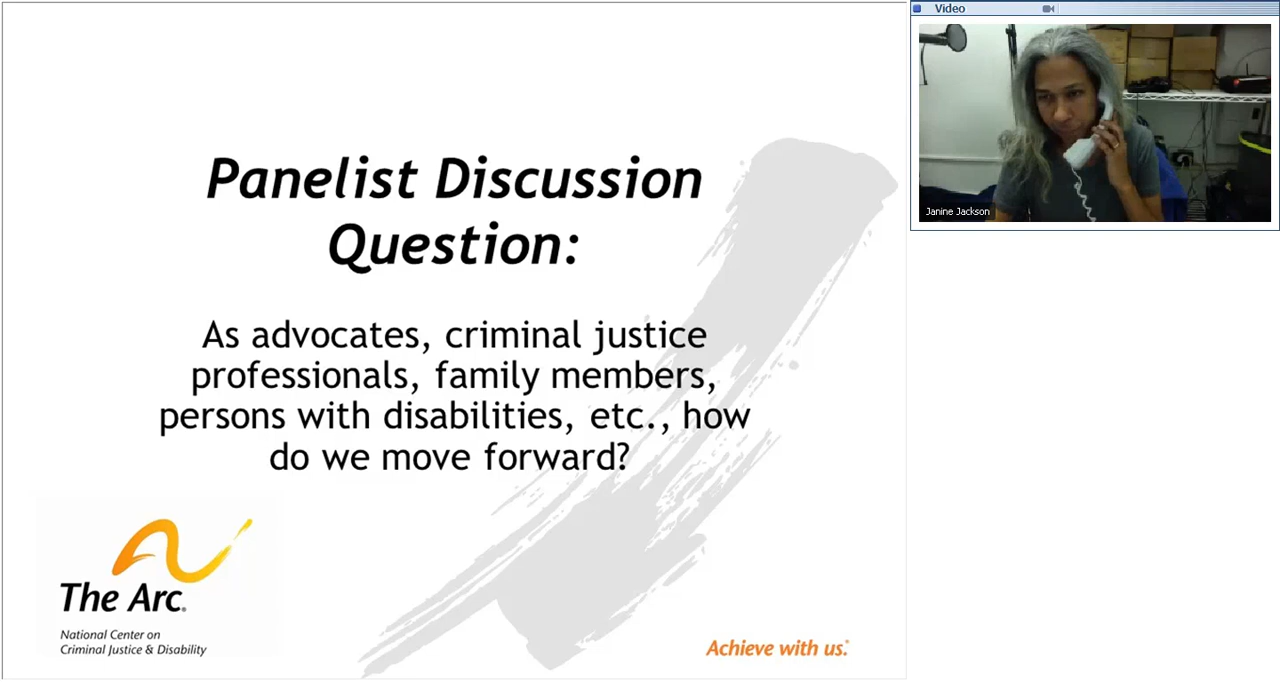 Panelist Discussion
Question:
As advocates, criminal justice
professionals, family members,
persons with disabilities, etc., how
do we move forward?
The Arc®
National Center on
Criminal Justice & Disability
Achieve with us.®
Video
Janine Jackson